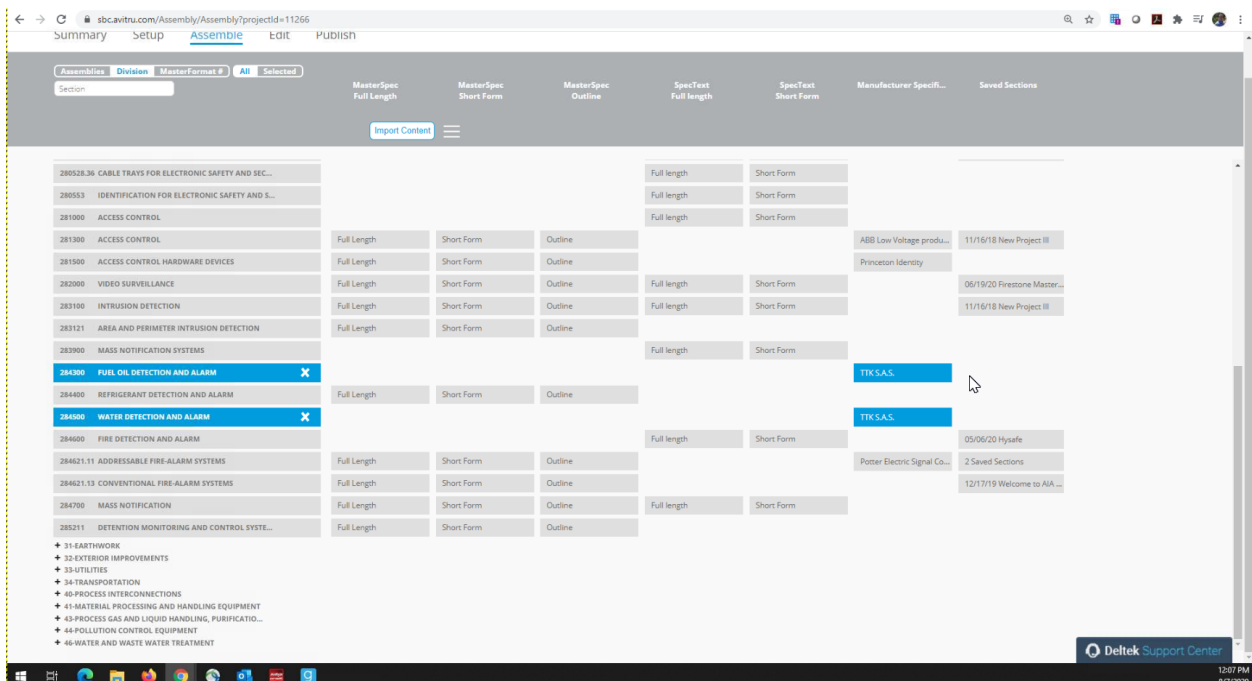 sbc.avitru.com/Assembly/Assembly?projectId=11266
Summary Setup Assemble Edit Publish
Assemblies Division MasterFormat # All Selected
Section
MasterSpec Full Length
MasterSpec Short Form
MasterSpec Outline
SpecText Full length
SpecText Short Form
Manufacturer Specifi...
Saved Sections
Import Content
280528.36 CABLE TRAYS FOR ELECTRONIC SAFETY AND SEC... Full length Short Form
280553 IDENTIFICATION FOR ELECTRONIC SAFETY AND S... Full length Short Form
281000 ACCESS CONTROL Full length Short Form
281300 ACCESS CONTROL Full Length Short Form Outline ABB Low Voltage produ... 11/16/18 New Project III
281500 ACCESS CONTROL HARDWARE DEVICES Full Length Short Form Outline Princeton Identity
282000 VIDEO SURVEILLANCE Full Length Short Form Outline Full length Short Form 06/19/20 Firestone Master...
283100 INTRUSION DETECTION Full Length Short Form Outline Full length Short Form 11/16/18 New Project III
283121 AREA AND PERIMETER INTRUSION DETECTION Full Length Short Form Outline
283900 MASS NOTIFICATION SYSTEMS Full length Short Form
284300 FUEL OIL DETECTION AND ALARM TTK S.A.S.
284400 REFRIGERANT DETECTION AND ALARM Full Length Short Form Outline
284500 WATER DETECTION AND ALARM TTK S.A.S.
284600 FIRE DETECTION AND ALARM Full length Short Form 05/06/20 Hysafe
284621.11 ADDRESSABLE FIRE-ALARM SYSTEMS Full Length Short Form Outline Potter Electric Signal Co... 2 Saved Sections
284621.13 CONVENTIONAL FIRE-ALARM SYSTEMS Full Length Short Form Outline 12/17/19 Welcome to AIA ...
284700 MASS NOTIFICATION Full Length Short Form Outline Full length Short Form
285211 DETENTION MONITORING AND CONTROL SYSTE... Full Length Short Form Outline
+ 31-EARTHWORK
+ 32-EXTERIOR IMPROVEMENTS
+ 33-UTILITIES
+ 34-TRANSPORTATION
+ 40-PROCESS INTERCONNECTIONS
+ 41-MATERIAL PROCESSING AND HANDLING EQUIPMENT
+ 43-PROCESS GAS AND LIQUID HANDLING, PURIFICATIO...
+ 44-POLLUTION CONTROL EQUIPMENT
+ 46-WATER AND WASTE WATER TREATMENT
Deltek Support Center
12:07 PM